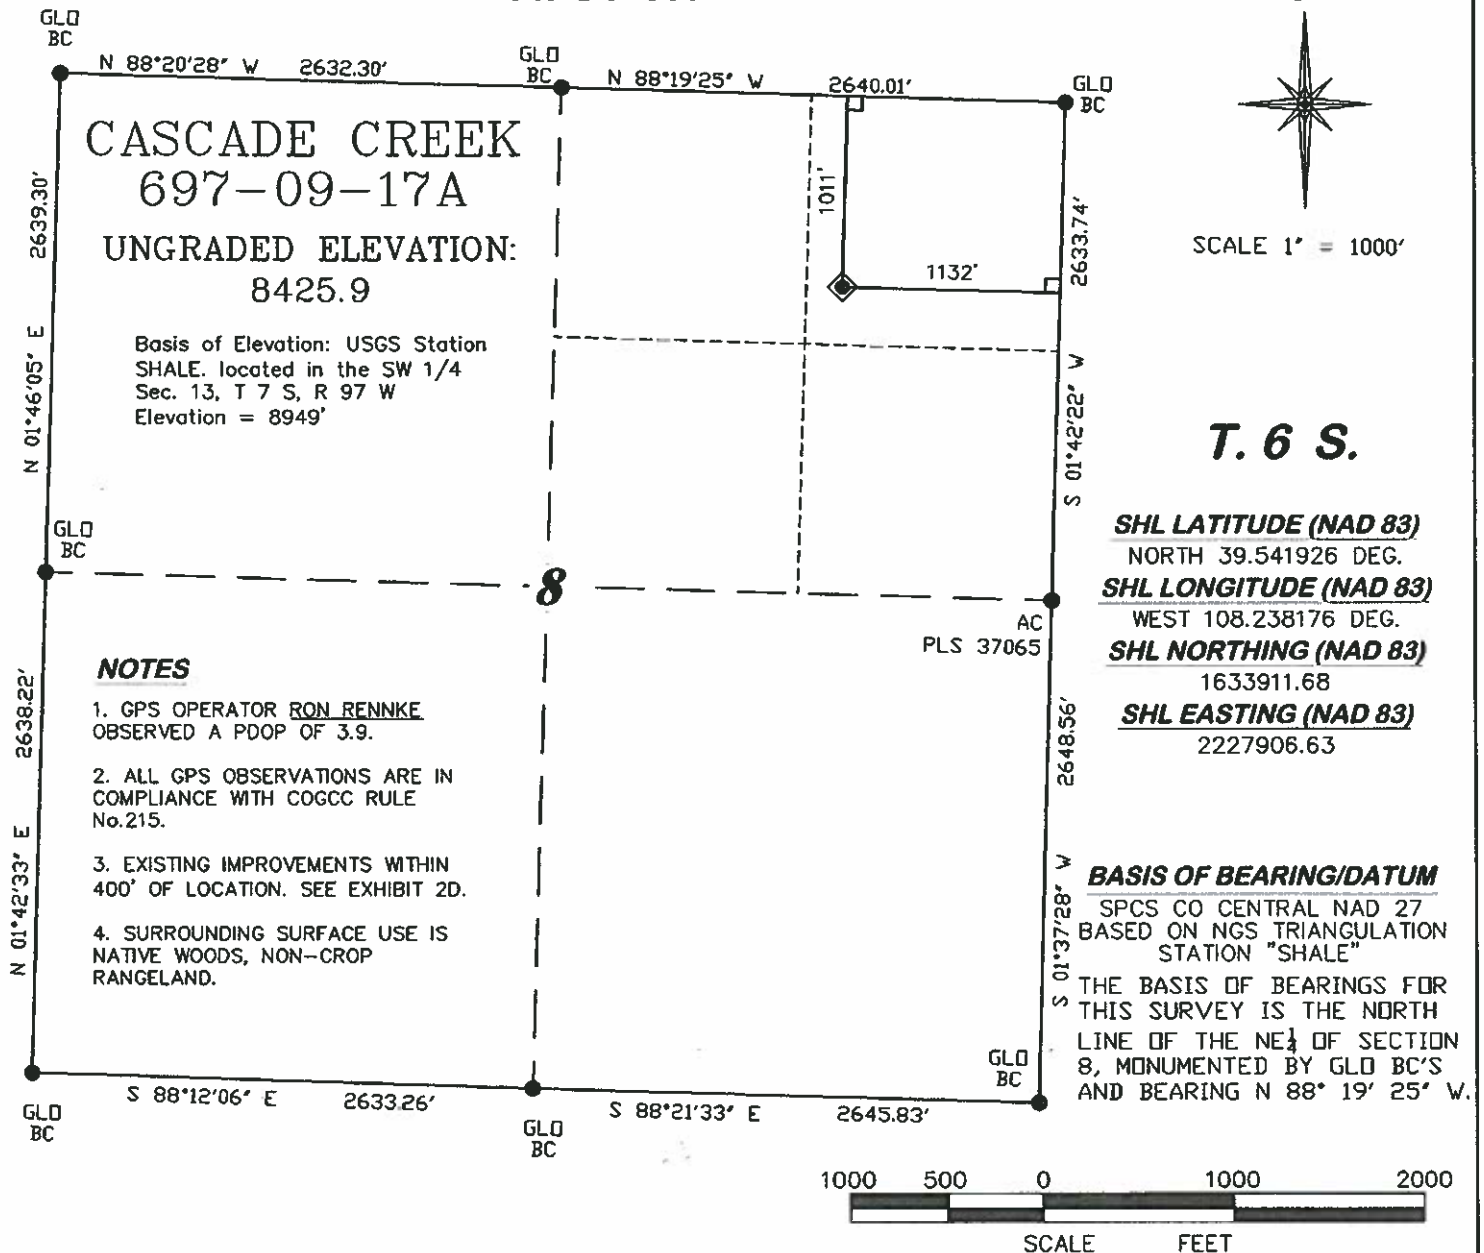 GLO
BC
N 88°20'28" W 2632.30'
GLO
BC
N 88°19'25" W 2640.01'
GLO
BC
CASCADE CREEK
697-09-17A
UNGRADED ELEVATION:
8425.9
Basis of Elevation: USGS Station
SHALE. located in the SW 1/4
Sec. 13, T 7 S, R 97 W
Elevation = 8949'
N 01°46'05" E 2639.30'
1011'
1132'
S 01°42'22" W 2633.74'
SCALE 1" = 1000'
T. 6 S.
SHL LATITUDE (NAD 83)
NORTH 39.541926 DEG.
SHL LONGITUDE (NAD 83)
WEST 108.238176 DEG.
SHL NORTHING (NAD 83)
1633911.68
SHL EASTING (NAD 83)
2227906.63
GLO
BC
8
AC
PLS 37065
NOTES
1. GPS OPERATOR RON RENNKE
OBSERVED A PDOP OF 3.9.
2. ALL GPS OBSERVATIONS ARE IN
COMPLIANCE WITH COGCC RULE
No.215.
3. EXISTING IMPROVEMENTS WITHIN
400' OF LOCATION. SEE EXHIBIT 2D.
4. SURROUNDING SURFACE USE IS
NATIVE WOODS, NON-CROP
RANGELAND.
N 01°42'33" E 2638.22'
S 01°37'28" W 2648.56'
BASIS OF BEARING/DATUM
SPCS CO CENTRAL NAD 27
BASED ON NGS TRIANGULATION
STATION "SHALE"
THE BASIS OF BEARINGS FOR
THIS SURVEY IS THE NORTH
LINE OF THE NE¼ OF SECTION
8, MONUMENTED BY GLO BC'S
AND BEARING N 88° 19' 25" W.
GLO
BC
S 88°12'06" E 2633.26'
GLO
BC
S 88°21'33" E 2645.83'
GLO
BC
1000 500 0 1000 2000
SCALE FEET